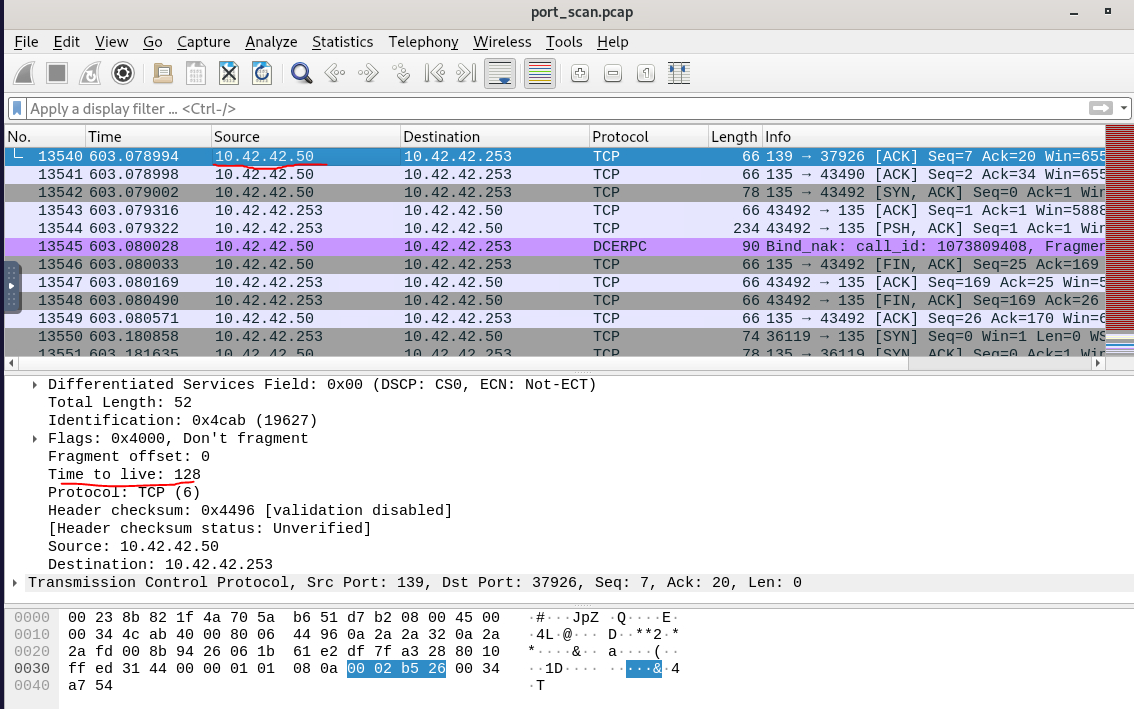 port_scan.pcap
File Edit View Go Capture Analyze Statistics Telephony Wireless Tools Help
Apply a display filter … <Ctrl-/>
No. Time Source Destination Protocol Length Info
13540 603.078994 10.42.42.50 10.42.42.253 TCP 66 139 → 37926 [ACK] Seq=7 Ack=20 Win=655
13541 603.078998 10.42.42.50 10.42.42.253 TCP 66 135 → 43490 [ACK] Seq=2 Ack=34 Win=655
13542 603.079002 10.42.42.50 10.42.42.253 TCP 78 135 → 43492 [SYN, ACK] Seq=0 Ack=1 Win
13543 603.079316 10.42.42.253 10.42.42.50 TCP 66 43492 → 135 [ACK] Seq=1 Ack=1 Win=5888
13544 603.079322 10.42.42.253 10.42.42.50 TCP 234 43492 → 135 [PSH, ACK] Seq=1 Ack=1 Win
13545 603.080028 10.42.42.50 10.42.42.253 DCERPC 90 Bind_nak: call_id: 1073809408, Fragmen
13546 603.080033 10.42.42.50 10.42.42.253 TCP 66 135 → 43492 [FIN, ACK] Seq=25 Ack=169
13547 603.080169 10.42.42.253 10.42.42.50 TCP 66 43492 → 135 [ACK] Seq=169 Ack=25 Win=5
13548 603.080490 10.42.42.253 10.42.42.50 TCP 66 43492 → 135 [FIN, ACK] Seq=169 Ack=26
13549 603.080571 10.42.42.50 10.42.42.253 TCP 66 135 → 43492 [ACK] Seq=26 Ack=170 Win=6
13550 603.180858 10.42.42.253 10.42.42.50 TCP 74 36119 → 135 [SYN] Seq=0 Win=1 Len=0 WS
13551 603.181635 10.42.42.50 10.42.42.253 TCP 78 135 → 36119 [SYN, ACK] Seq=0 Ack=1 Win
Differentiated Services Field: 0x00 (DSCP: CS0, ECN: Not-ECT)
Total Length: 52
Identification: 0x4cab (19627)
Flags: 0x4000, Don't fragment
Fragment offset: 0
Time to live: 128
Protocol: TCP (6)
Header checksum: 0x4496 [validation disabled]
[Header checksum status: Unverified]
Source: 10.42.42.50
Destination: 10.42.42.253
Transmission Control Protocol, Src Port: 139, Dst Port: 37926, Seq: 7, Ack: 20, Len: 0
0000 00 23 8b 82 1f 4a 70 5a b6 51 d7 b2 08 00 45 00 ·#···JpZ ·Q····E·
0010 00 34 4c ab 40 00 80 06 44 96 0a 2a 2a 32 0a 2a ·4L·@··· D··**2·*
0020 2a fd 00 8b 94 26 06 1b 61 e2 df 7f a3 28 80 10 *····&·· a····(··
0030 ff ed 31 44 00 00 01 01 08 0a 00 02 b5 26 00 34 ··1D···· ·····&·4
0040 a7 54 ·T